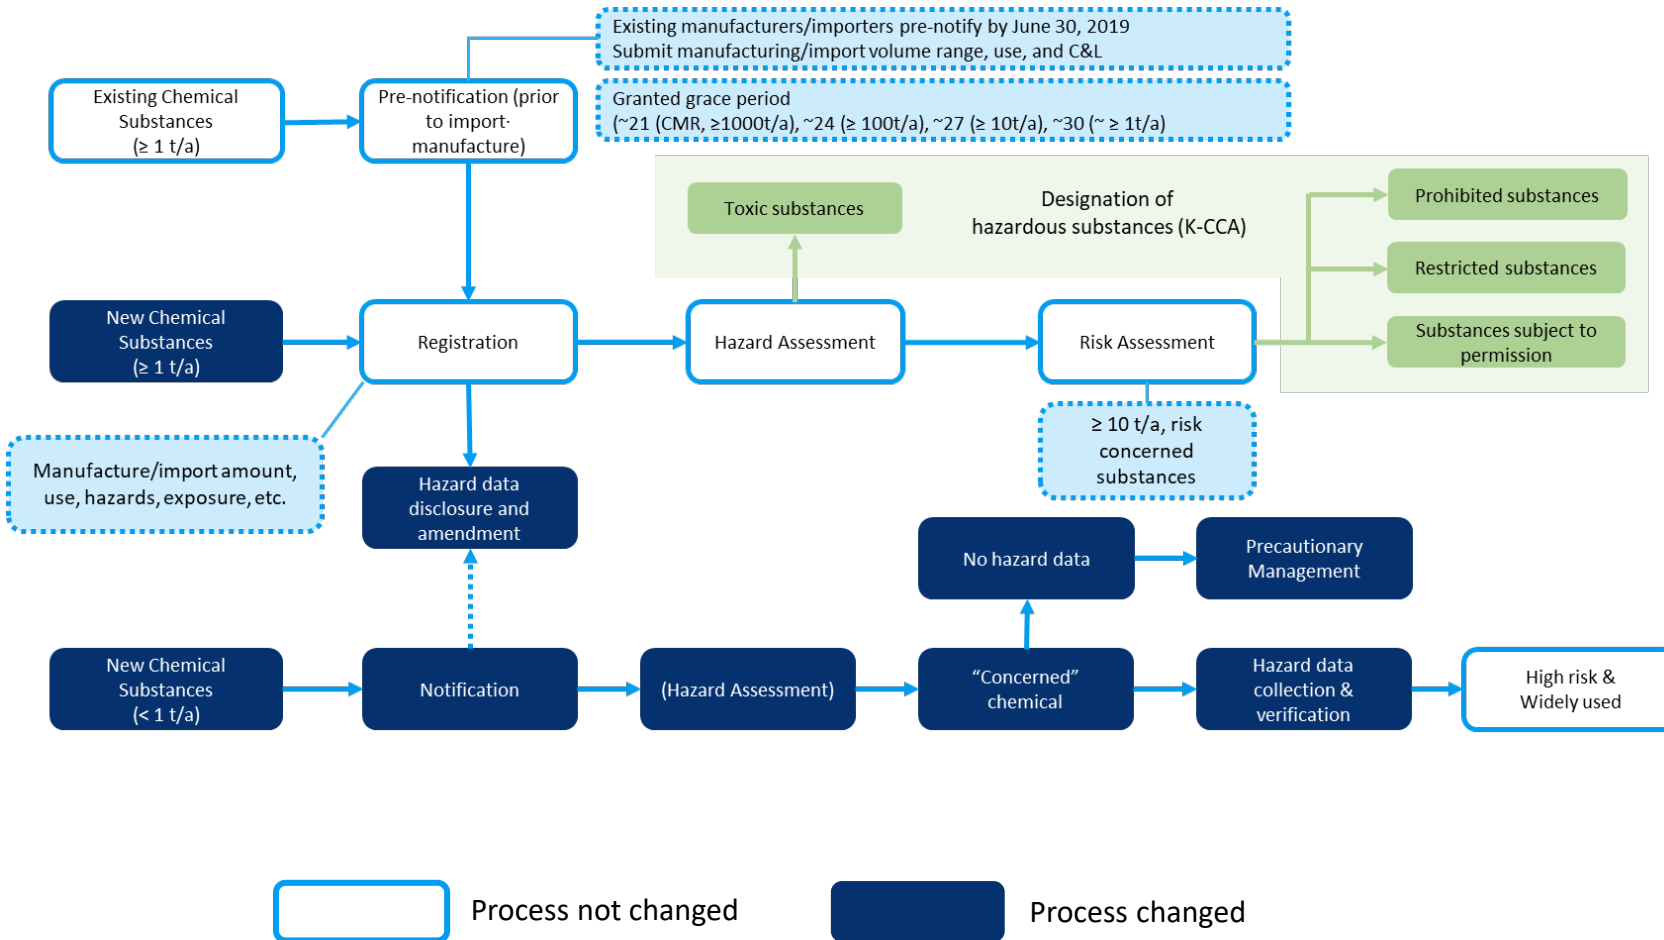 Existing manufacturers/importers pre-notify by June 30, 2019
Submit manufacturing/import volume range, use, and C&L
Existing Chemical
Substances
(≥ 1 t/a)
Pre-notification (prior
to import·
manufacture)
Granted grace period
(~21 (CMR, ≥1000t/a), ~24 (≥ 100t/a), ~27 (≥ 10t/a), ~30 (~ ≥ 1t/a)
Toxic substances
Designation of
hazardous substances (K-CCA)
Prohibited substances
Restricted substances
Substances subject to
permission
New Chemical
Substances
(≥ 1 t/a)
Registration
Hazard Assessment
Risk Assessment
≥ 10 t/a, risk
concerned
substances
Manufacture/import amount,
use, hazards, exposure, etc.
Hazard data
disclosure and
amendment
No hazard data
Precautionary
Management
New Chemical
Substances
(< 1 t/a)
Notification
(Hazard Assessment)
“Concerned”
chemical
Hazard data
collection &
verification
High risk &
Widely used
Process not changed
Process changed